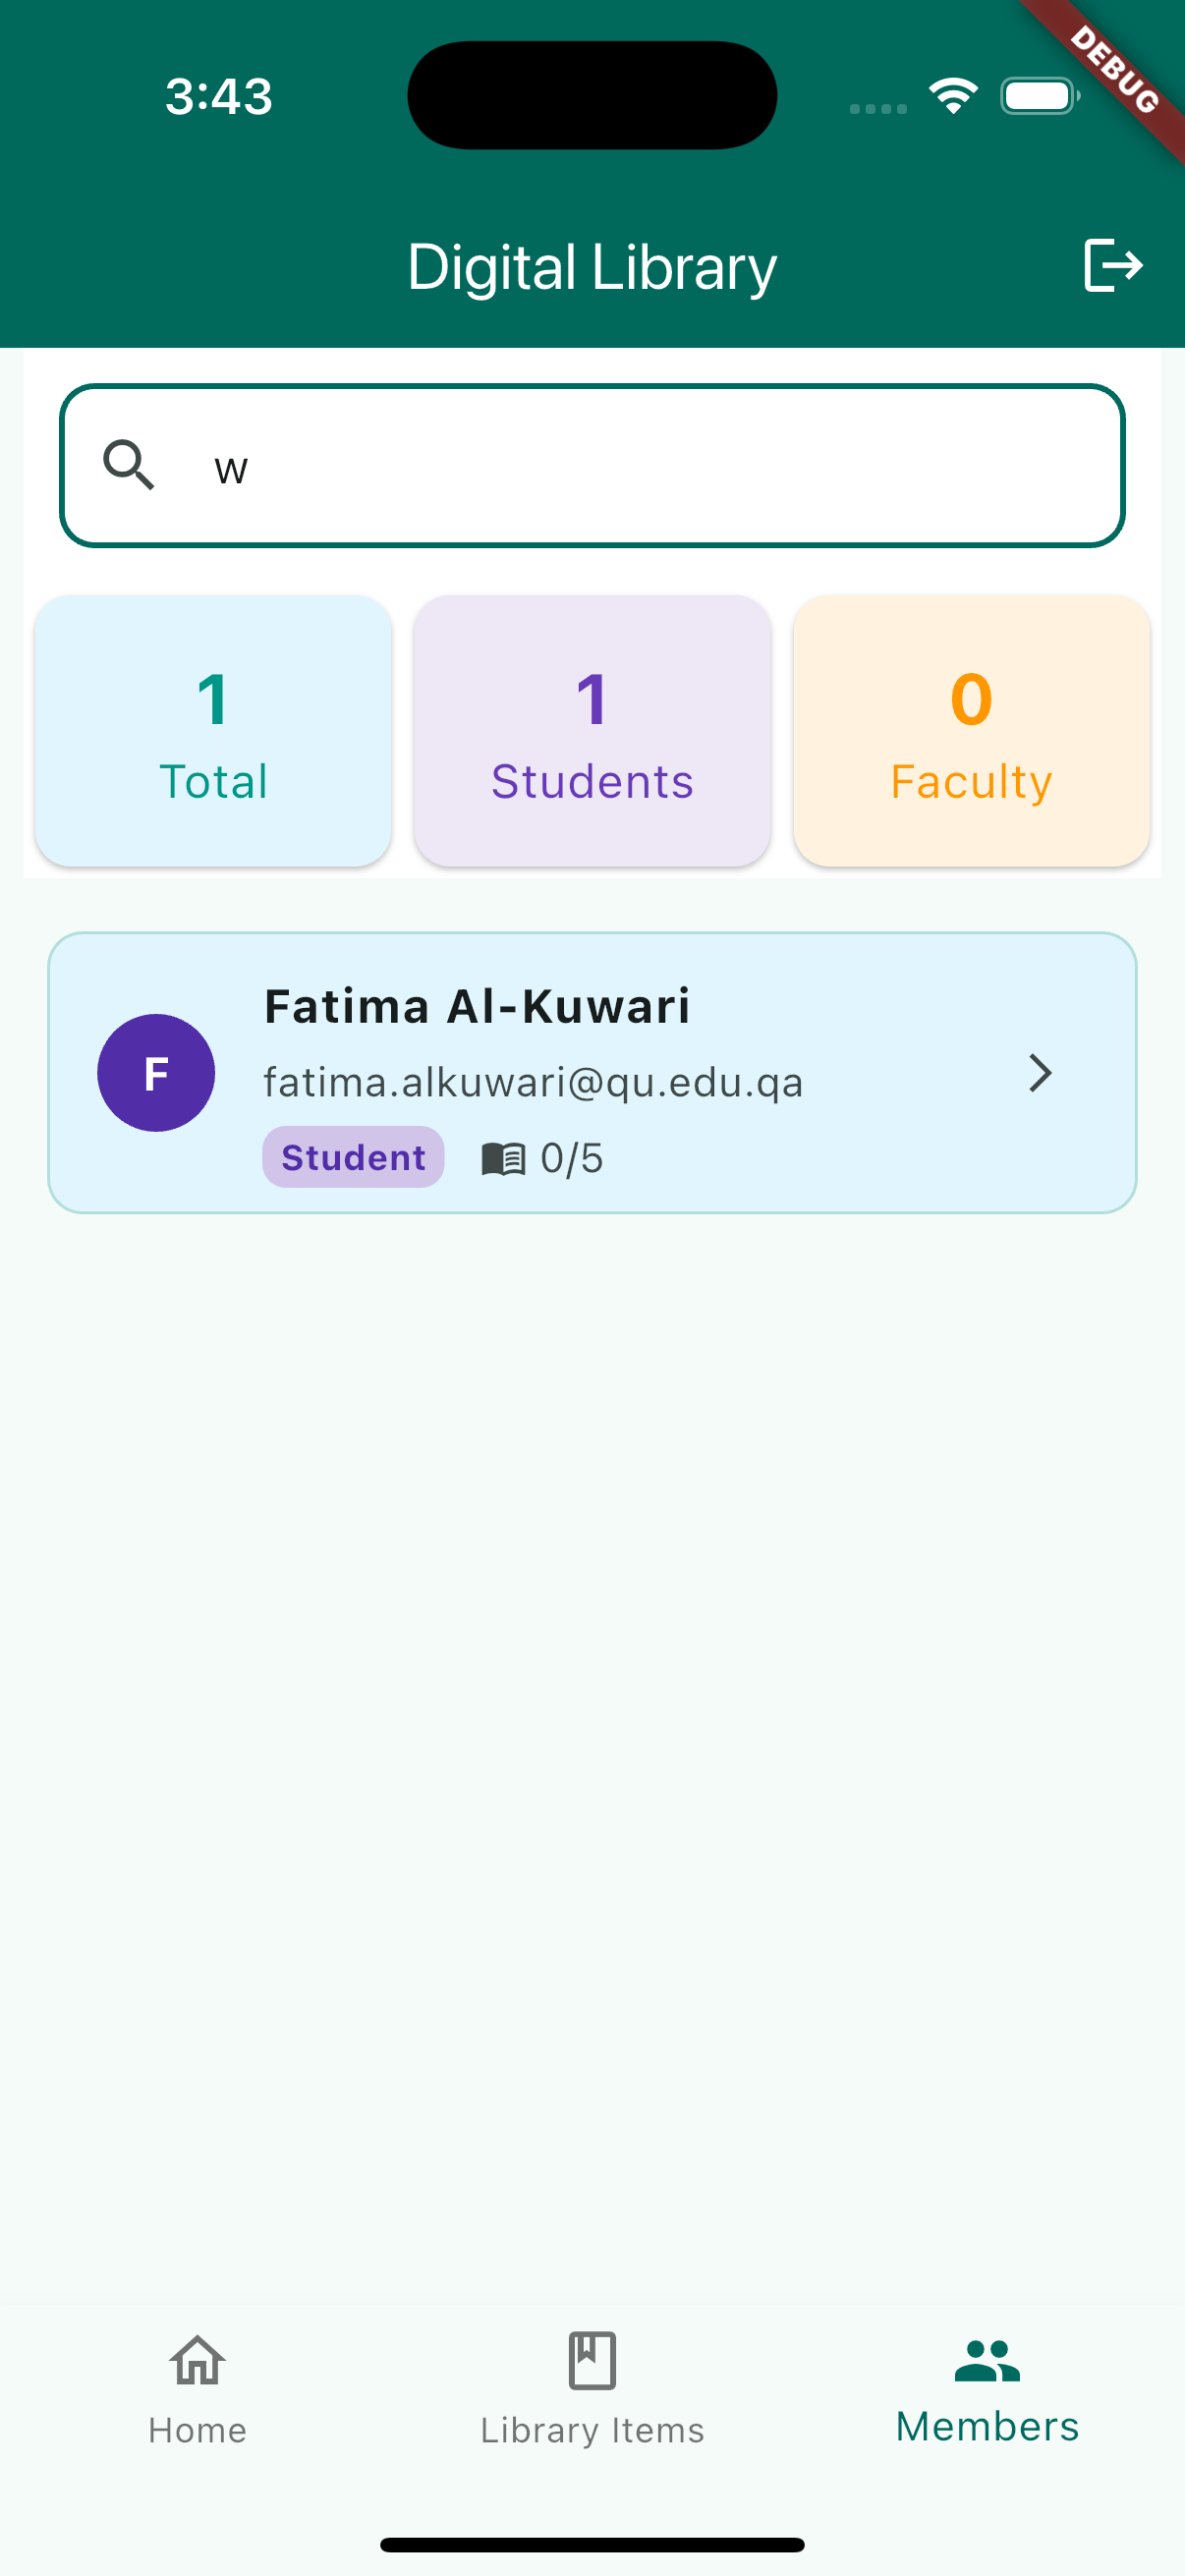 3:43
DEBUG
Digital Library
w
1
Total
1
Students
0
Faculty
F
Fatima Al-Kuwari
fatima.alkuwari@qu.edu.qa
Student 0/5
Home
Library Items
Members